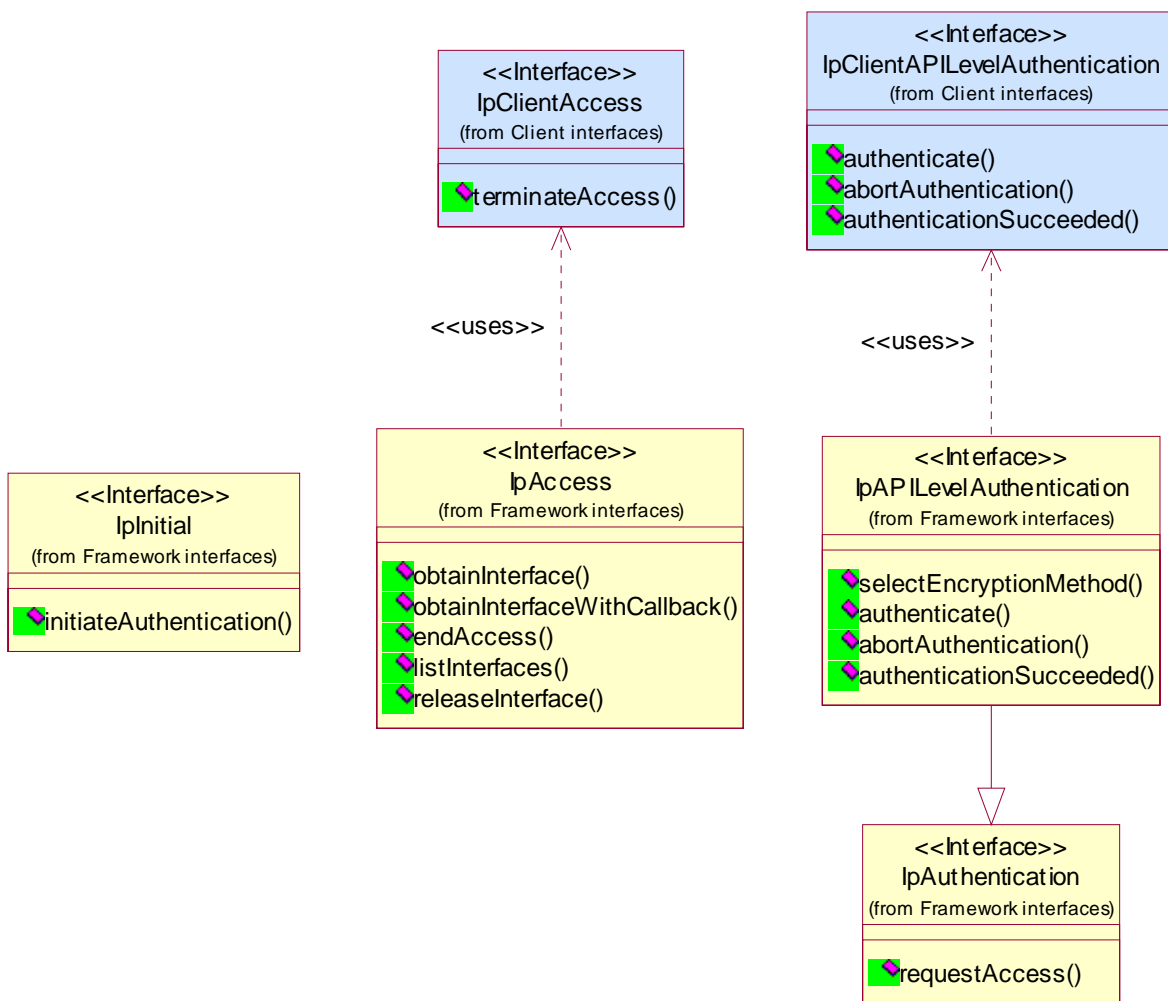 <<Interface>>
IpClientAccess
(from Client interfaces)
terminateAccess()
<<Interface>>
IpClientAPILevelAuthentication
(from Client interfaces)
authenticate()
abortAuthentication()
authenticationSucceeded()
<<uses>>
<<uses>>
<<Interface>>
IpInitial
(from Framework interfaces)
initiateAuthentication()
<<Interface>>
IpAccess
(from Framework interfaces)
obtainInterface()
obtainInterfaceWithCallback()
endAccess()
listInterfaces()
releaseInterface()
<<Interface>>
IpAPILevelAuthentication
(from Framework interfaces)
selectEncryptionMethod()
authenticate()
abortAuthentication()
authenticationSucceeded()
<<Interface>>
IpAuthentication
(from Framework interfaces)
requestAccess()